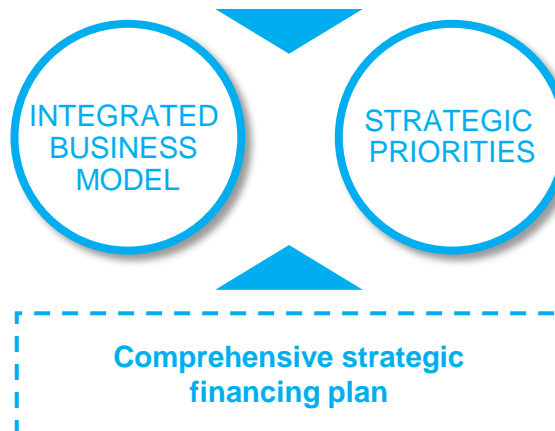 INTEGRATED
BUSINESS
MODEL
STRATEGIC
PRIORITIES
Comprehensive strategic
financing plan